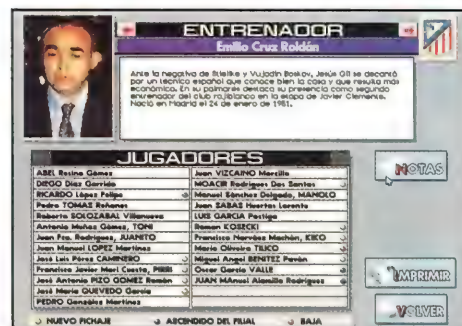 ENTRENADOR
Emilio Cruz Roldán
Ante la negativa de Stielike y Vujadin Boskov, Jesús Gil se decantó
por un técnico español que conoce bien la casa y que resulta más
económico. En su palmarés destaca su presencia como segundo
entrenador del club rojiblanco en la etapa de Javier Clemente.
Nació en Madrid el 24 de enero de 1961.
JUGADORES
NOTAS
ABEL Resino Gómez
DIEGO Díaz Garrido
RICARDO López Felipe
Pedro TOMAS Reñones
Roberto SOLOZABAL Villanueva
Antonio Muñoz Gómez, TONI
Juan Fco. Rodríguez, JUANITO
Juan Manuel LOPEZ Martínez
José Luis Pérez CAMINERO
Francisco Javier Marí Cuesta, PIRRI
José Antonio PIZO GOMEZ Román
José María QUEVEDO García
PEDRO González Martínez
Juan VIZCAINO Morcillo
MOACIR Rodrigues Dos Santos
Manuel Sánchez Delgado, MANOLO
Juan SABAS Huertas Lorente
LUIS GARCIA Postigo
Roman KOSECKI
Francisco Narváez Machón, KIKO
Mario Oliveira TILICO
Miguel Angel BENITEZ Pavón
Oscar García VALLE
JUAN MAnuel Alomillo Rodríguez
IMPRIMIR
VOLVER
NUEVO FICHAJE ASCENDIDO DEL FILIAL BAJA